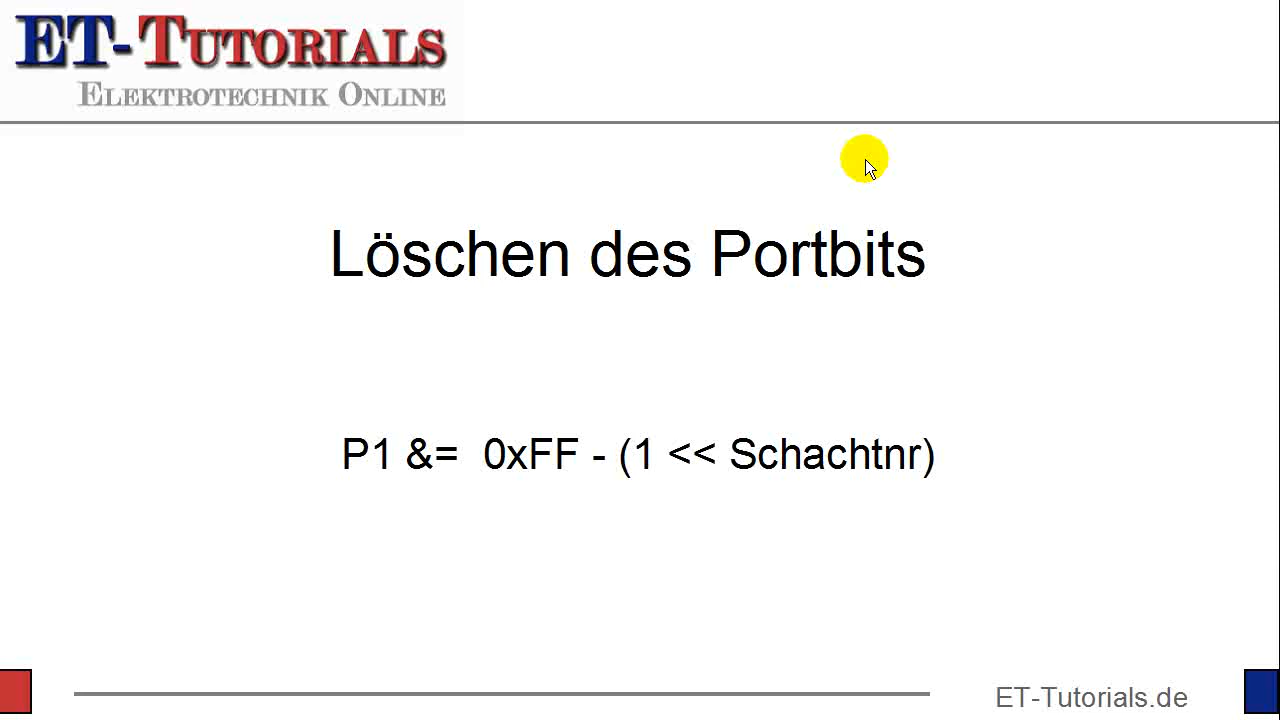 ET-TUTORIALS
ELEKTROTECHNIK ONLINE
Löschen des Portbits
P1 &= 0xFF - (1 << Schachtnr)
ET-Tutorials.de